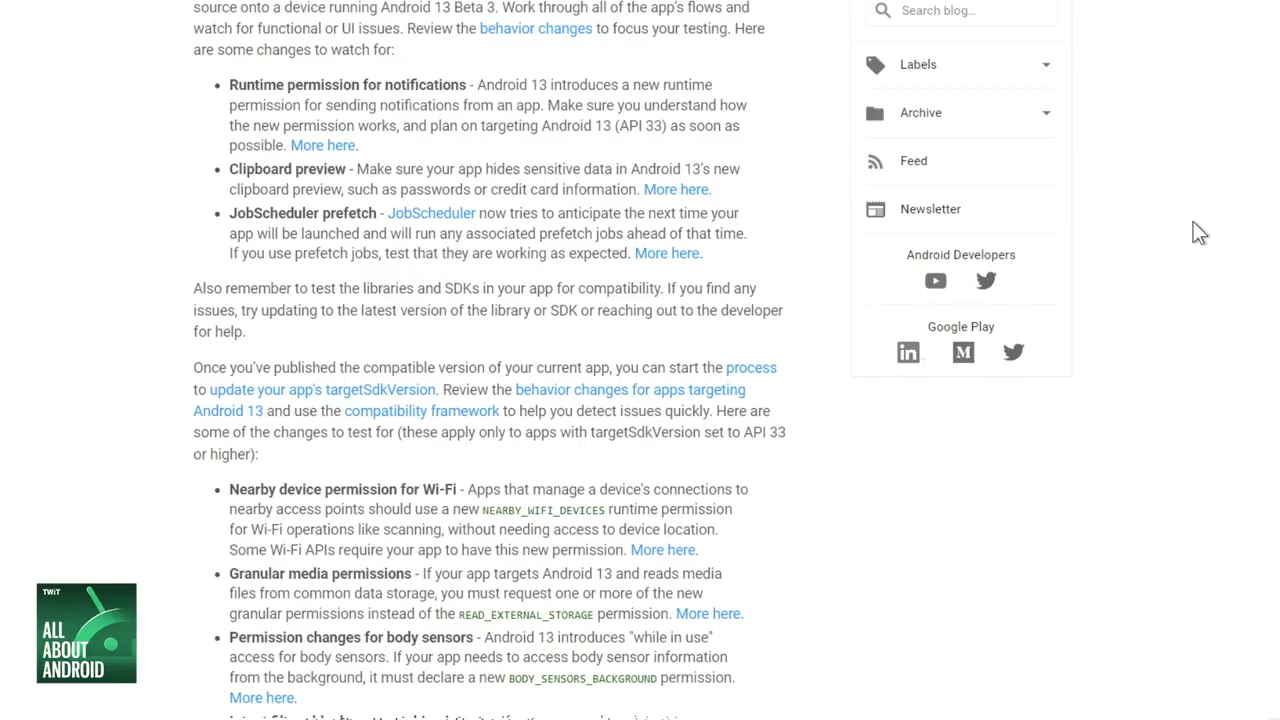 source onto a device running Android 13 Beta 3. Work through all of the app's flows and
watch for functional or UI issues. Review the behavior changes to focus your testing. Here
are some changes to watch for:
• Runtime permission for notifications - Android 13 introduces a new runtime
permission for sending notifications from an app. Make sure you understand how
the new permission works, and plan on targeting Android 13 (API 33) as soon as
possible. More here.
• Clipboard preview - Make sure your app hides sensitive data in Android 13's new
clipboard preview, such as passwords or credit card information. More here.
• JobScheduler prefetch - JobScheduler now tries to anticipate the next time your
app will be launched and will run any associated prefetch jobs ahead of that time.
If you use prefetch jobs, test that they are working as expected. More here.
Also remember to test the libraries and SDKs in your app for compatibility. If you find any
issues, try updating to the latest version of the library or SDK or reaching out to the developer
for help.
Once you've published the compatible version of your current app, you can start the process
to update your app's targetSdkVersion. Review the behavior changes for apps targeting
Android 13 and use the compatibility framework to help you detect issues quickly. Here are
some of the changes to test for (these apply only to apps with targetSdkVersion set to API 33
or higher):
• Nearby device permission for Wi-Fi - Apps that manage a device's connections to
nearby access points should use a new NEARBY_WIFI_DEVICES runtime permission
for Wi-Fi operations like scanning, without needing access to device location.
Some Wi-Fi APIs require your app to have this new permission. More here.
• Granular media permissions - If your app targets Android 13 and reads media
files from common data storage, you must request one or more of the new
granular permissions instead of the READ_EXTERNAL_STORAGE permission. More here.
• Permission changes for body sensors - Android 13 introduces "while in use"
access for body sensors. If your app needs to access body sensor information
from the background, it must declare a new BODY_SENSORS_BACKGROUND permission.
More here.
Search blog...
Labels
Archive
Feed
Newsletter
Android Developers
Google Play
M
TWiT
ALL
ABOUT
ANDROID